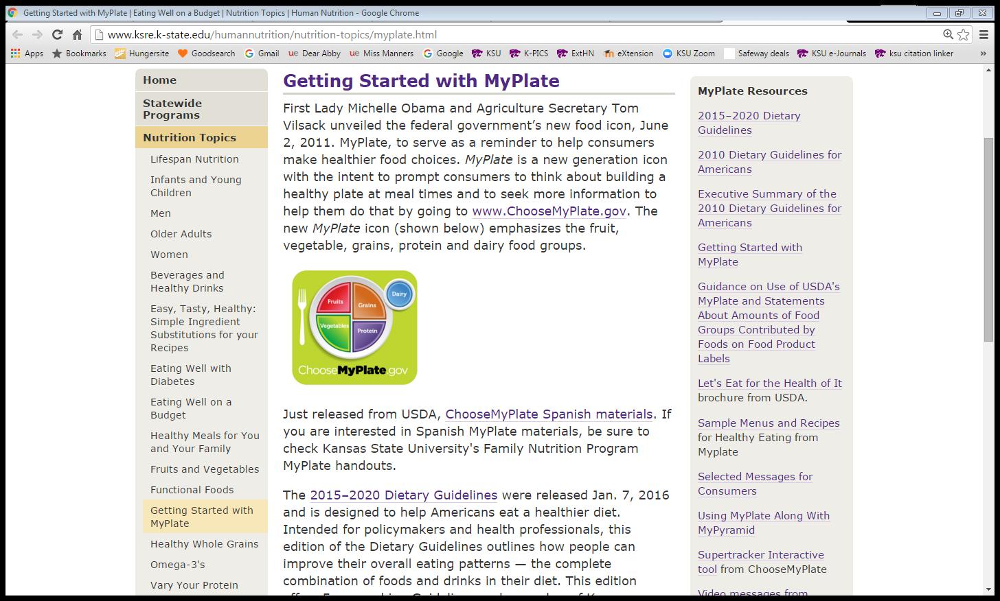 Getting Started with MyPlate | Eating Well on a Budget | Nutrition Topics | Human Nutrition - Google Chrome
www.ksre.k-state.edu/humannutrition/nutrition-topics/myplate.html
Apps Bookmarks Hungersite Goodsearch Gmail ue Dear Abby ue Miss Manners Google KSU K-PICS ExtHN eXtension KSU Zoom Safeway deals KSU e-Journals ksu citation linker »
Home
Statewide
Programs
Nutrition Topics
Lifespan Nutrition
Infants and Young
Children
Men
Older Adults
Women
Beverages and
Healthy Drinks
Easy, Tasty, Healthy:
Simple Ingredient
Substitutions for your
Recipes
Eating Well with
Diabetes
Eating Well on a
Budget
Healthy Meals for You
and Your Family
Fruits and Vegetables
Functional Foods
Getting Started with
MyPlate
Healthy Whole Grains
Omega-3's
Vary Your Protein
Getting Started with MyPlate
First Lady Michelle Obama and Agriculture Secretary Tom
Vilsack unveiled the federal government’s new food icon, June
2, 2011. MyPlate, to serve as a reminder to help consumers
make healthier food choices. MyPlate is a new generation icon
with the intent to prompt consumers to think about building a
healthy plate at meal times and to seek more information to
help them do that by going to www.ChooseMyPlate.gov. The
new MyPlate icon (shown below) emphasizes the fruit,
vegetable, grains, protein and dairy food groups.
Dairy
Fruits
Grains
Vegetables
Protein
ChooseMyPlate.gov
Just released from USDA, ChooseMyPlate Spanish materials. If
you are interested in Spanish MyPlate materials, be sure to
check Kansas State University's Family Nutrition Program
MyPlate handouts.
The 2015–2020 Dietary Guidelines were released Jan. 7, 2016
and is designed to help Americans eat a healthier diet.
Intended for policymakers and health professionals, this
edition of the Dietary Guidelines outlines how people can
improve their overall eating patterns — the complete
combination of foods and drinks in their diet. This edition
MyPlate Resources
2015–2020 Dietary
Guidelines
2010 Dietary Guidelines for
Americans
Executive Summary of the
2010 Dietary Guidelines for
Americans
Getting Started with
MyPlate
Guidance on Use of USDA's
MyPlate and Statements
About Amounts of Food
Groups Contributed by
Foods on Food Product
Labels
Let's Eat for the Health of It
brochure from USDA.
Sample Menus and Recipes
for Healthy Eating from
Myplate
Selected Messages for
Consumers
Using MyPlate Along With
MyPyramid
Supertracker Interactive
tool from ChooseMyPlate
Video messages from